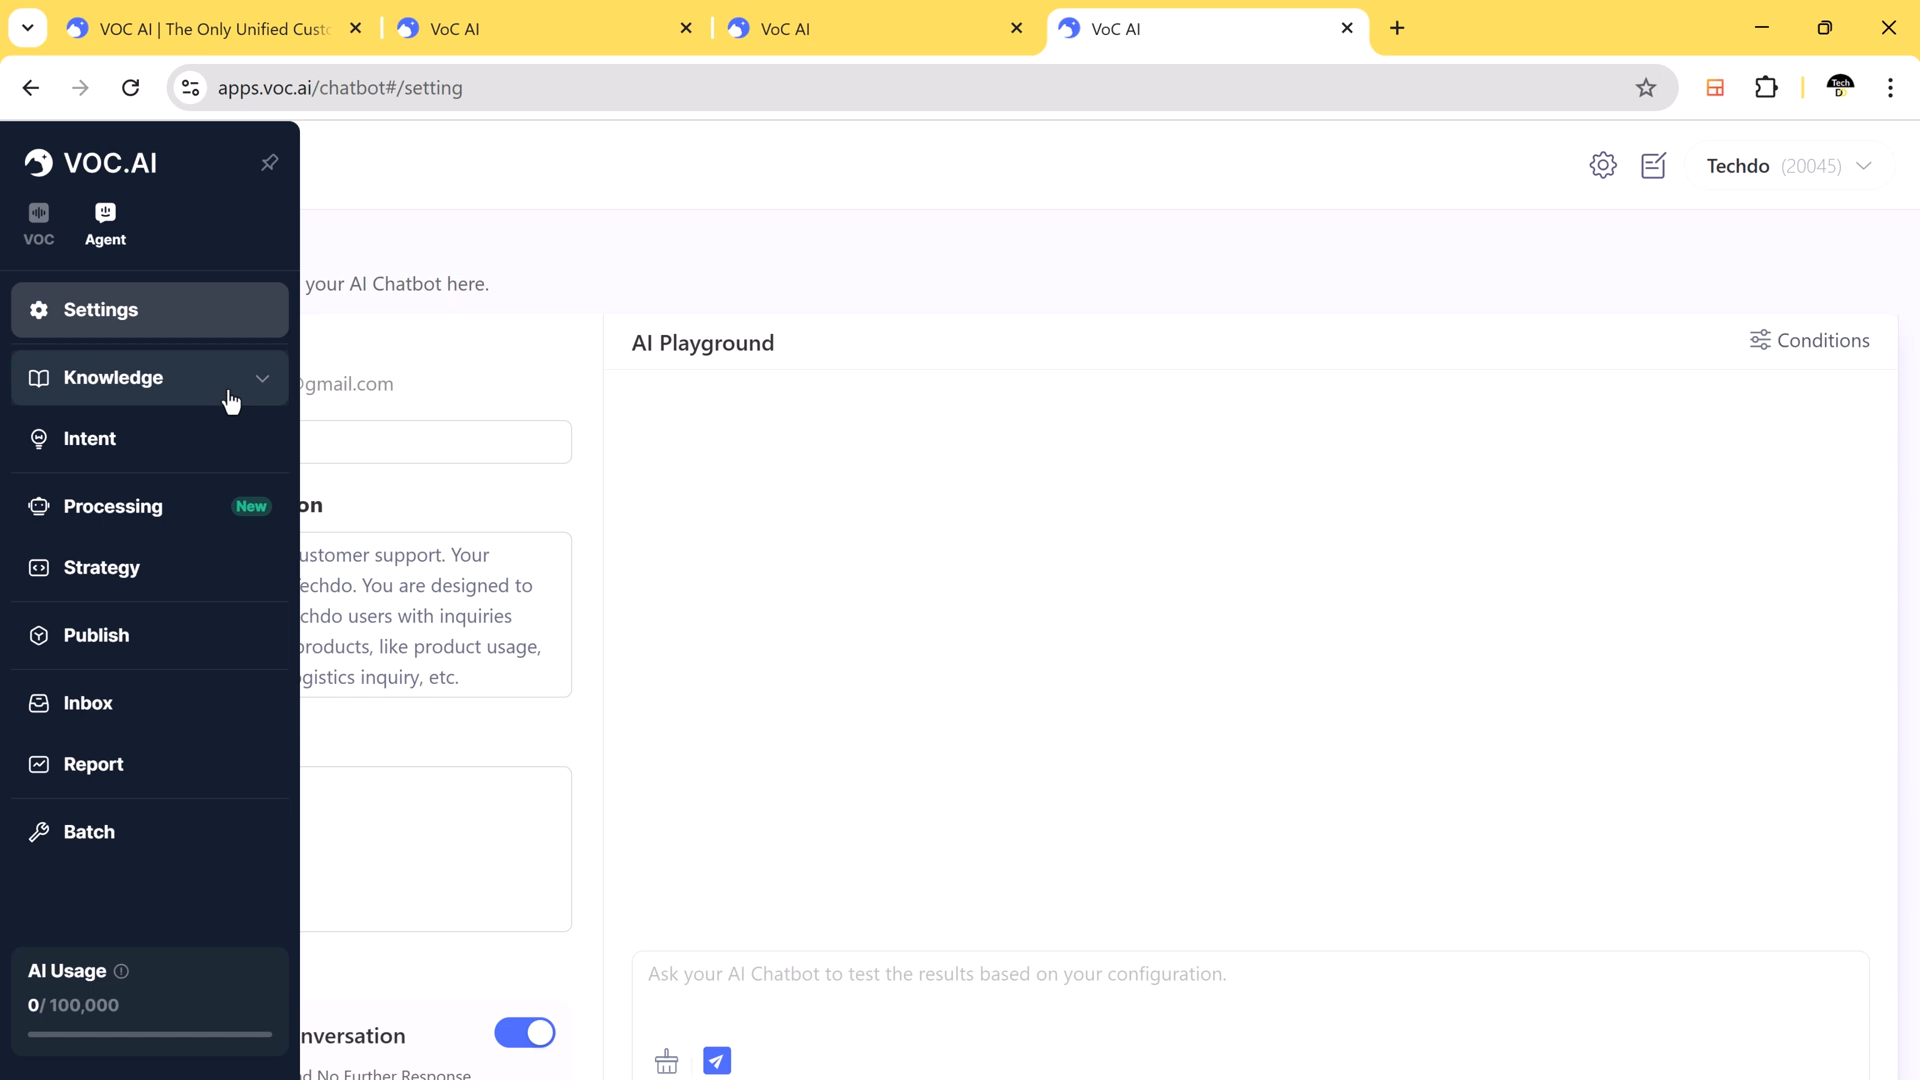 VOC AI | The Only Unified Custo
VoC AI
VoC AI
VoC AI
apps.voc.ai/chatbot#/setting
Tech
D
VOC.AI
VOC
Agent
Techdo (20045)
Settings
your AI Chatbot here.
Knowledge
@gmail.com
AI Playground
Conditions
Intent
Processing
New
on
Strategy
ustomer support. Your
echdo. You are designed to
chdo users with inquiries
products, like product usage,
gistics inquiry, etc.
Publish
Inbox
Report
Batch
AI Usage
0/ 100,000
nversation
d No Further Response
Ask your AI Chatbot to test the results based on your configuration.